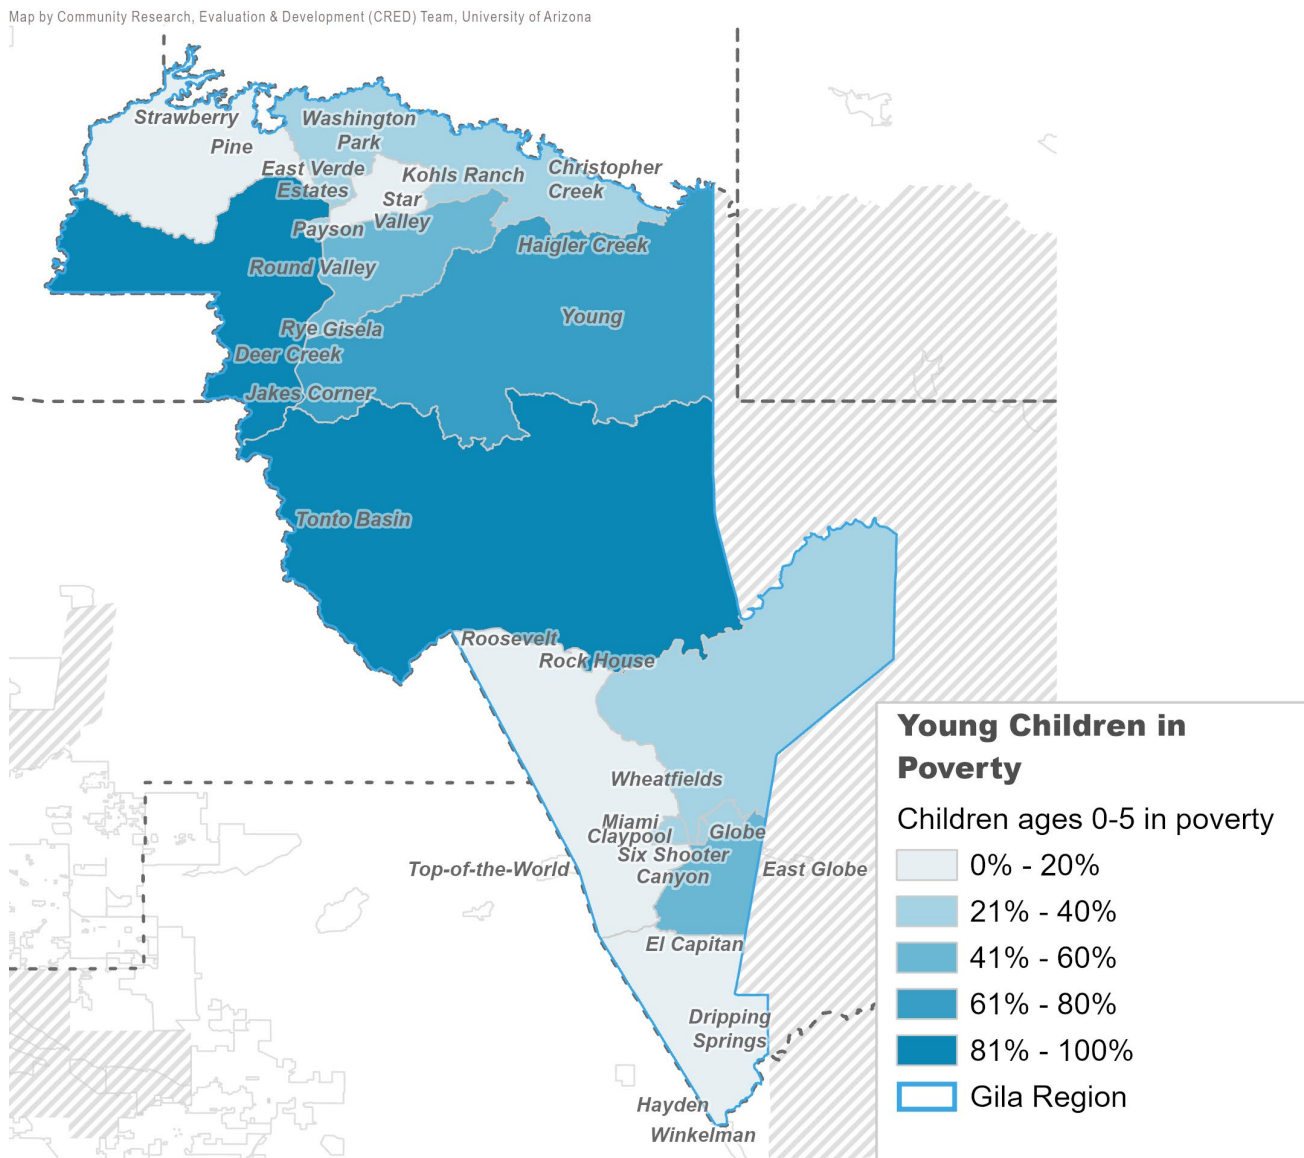 Map by Community Research, Evaluation & Development (CRED) Team, University of Arizona
Strawberry
Pine
Washington
Park
East Verde
Estates
Kohls Ranch
Christopher
Creek
Star
Valley
Payson
Haigler Creek
Round Valley
Young
Rye Gisela
Deer Creek
Jakes Corner
Tonto Basin
Roosevelt
Rock House
Wheatfields
Miami
Claypool
Globe
Six Shooter
Canyon
Top-of-the-World
East Globe
El Capitan
Dripping
Springs
Hayden
Winkelman
Young Children in
Poverty
Children ages 0-5 in poverty
0% - 20%
21% - 40%
41% - 60%
61% - 80%
81% - 100%
Gila Region